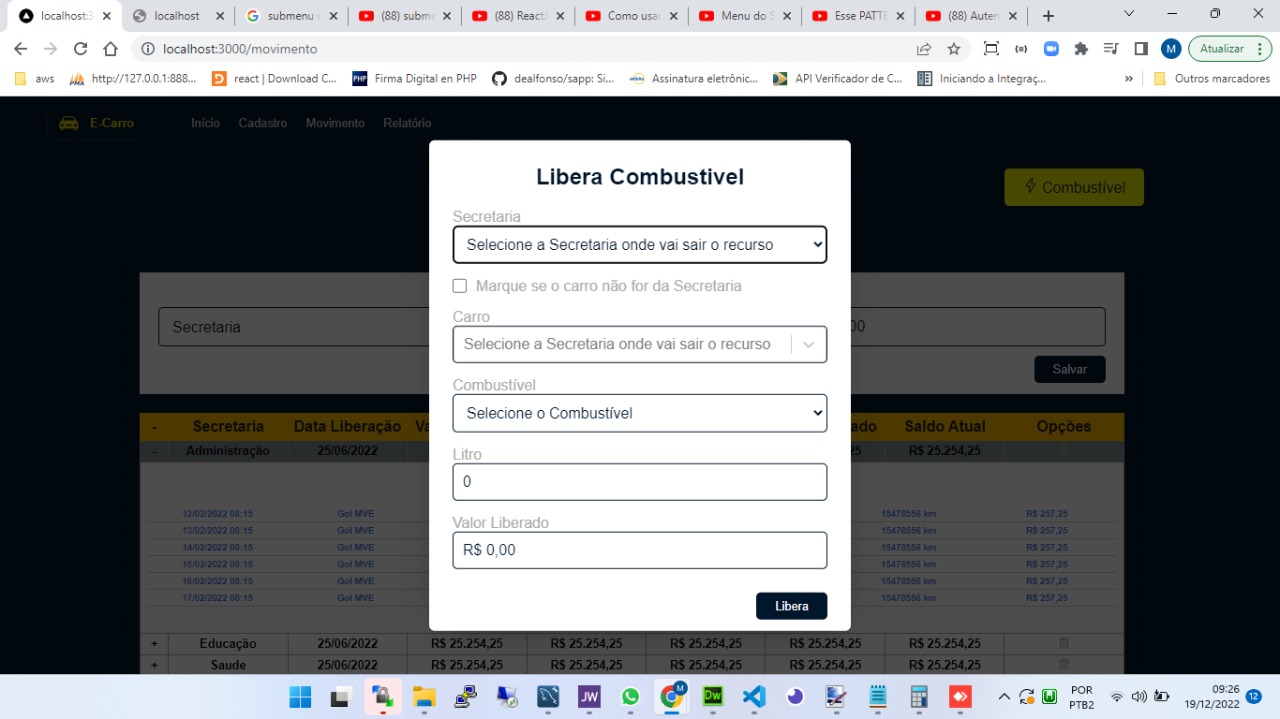 localhost:3
localhost
submenu c
(88) subme
(88) ReactJ
Como usar
Menu do S
Esse PATTE
(88) Auten
localhost:3000/movimento
M
Atualizar
aws
http://127.0.0.1:888...
react | Download C...
Firma Digital en PHP
dealfonso/sapp: Si...
Assinatura eletrônic...
API Verificador de C...
Iniciando a Integraç...
»
Outros marcadores
E-Carro
Início
Cadastro
Movimento
Relatório
Combustível
Libera Combustivel
Secretaria
Selecione a Secretaria onde vai sair o recurso
Marque se o carro não for da Secretaria
Carro
Selecione a Secretaria onde vai sair o recurso
Combustível
Selecione o Combustível
Litro
0
Valor Liberado
R$ 0,00
Libera
Secretaria
00
Salvar
- Secretaria Data Liberação Va ado Saldo Atual Opções
- Administração 25/06/2022 25 R$ 25.254,25
12/02/2022 08:15 Gol MVE 15478556 km R$ 257,25
13/02/2022 08:15 Gol MVE 15478556 km R$ 257,25
14/02/2022 08:15 Gol MVE 15478556 km R$ 257,25
15/02/2022 08:15 Gol MVE 15478556 km R$ 257,25
16/02/2022 08:15 Gol MVE 15478556 km R$ 257,25
17/02/2022 08:15 Gol MVE 15478556 km R$ 257,25
+ Educação 25/06/2022 R$ 25.254,25 R$ 25.254,25 R$ 25.254,25 R$ 25.254,25 R$ 25.254,25
+ Saude 25/06/2022 R$ 25.254,25 R$ 25.254,25 R$ 25.254,25 R$ 25.254,25 R$ 25.254,25
JW
M
Dw
POR
PTB2
09:26
19/12/2022
12